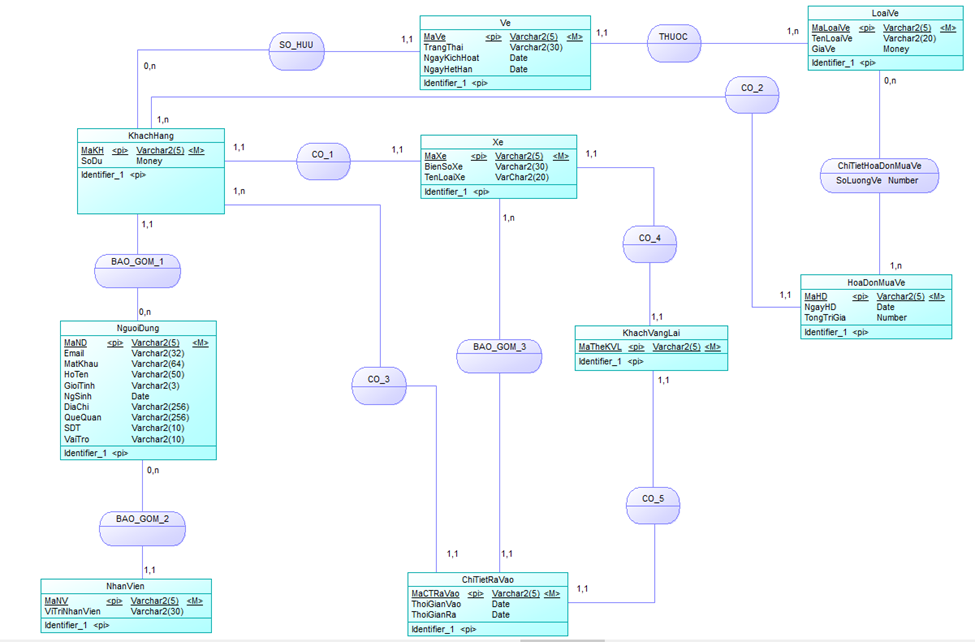 Ve
MaVe <pi> Varchar2(5) <M>
TrangThai Varchar2(30)
NgayKichHoat Date
NgayHetHan Date
Identifier_1 <pi>
LoaiVe
MaLoaiVe <pi> Varchar2(5) <M>
TenLoaiVe Varchar2(20)
GiaVe Money
Identifier_1 <pi>
SO_HUU
1,1
0,n
1,1
THUOC
1,n
0,n
CO_2
1,n
1,1
KhachHang
MaKH <pi> Varchar2(5) <M>
SoDu Money
Identifier_1 <pi>
1,1
CO_1
1,1
Xe
MaXe <pi> Varchar2(5) <M>
BienSoXe Varchar2(30)
TenLoaiXe VarChar2(20)
Identifier_1 <pi>
1,1
ChiTietHoaDonMuaVe
SoLuongVe Number
1,n
1,n
1,n
1,1
CO_4
1,1
BAO_GOM_1
0,n
HoaDonMuaVe
MaHD <pi> Varchar2(5) <M>
NgayHD Date
TongTriGia Number
Identifier_1 <pi>
NguoiDung
MaND <pi> Varchar2(5) <M>
Email Varchar2(32)
MatKhau Varchar2(64)
HoTen Varchar2(50)
GioiTinh Varchar2(3)
NgSinh Date
DiaChi Varchar2(256)
QueQuan Varchar2(256)
SDT Varchar2(10)
VaiTro Varchar2(10)
Identifier_1 <pi>
KhachVangLai
MaTheKVL <pi> Varchar2(5) <M>
Identifier_1 <pi>
BAO_GOM_3
CO_3
1,1
0,n
CO_5
BAO_GOM_2
1,1
1,1
1,1
1,1
NhanVien
MaNV <pi> Varchar2(5) <M>
ViTriNhanVien Varchar2(30)
Identifier_1 <pi>
ChiTietRaVao
MaCTRaVao <pi> Varchar2(5) <M>
ThoiGianVao Date
ThoiGianRa Date
Identifier_1 <pi>